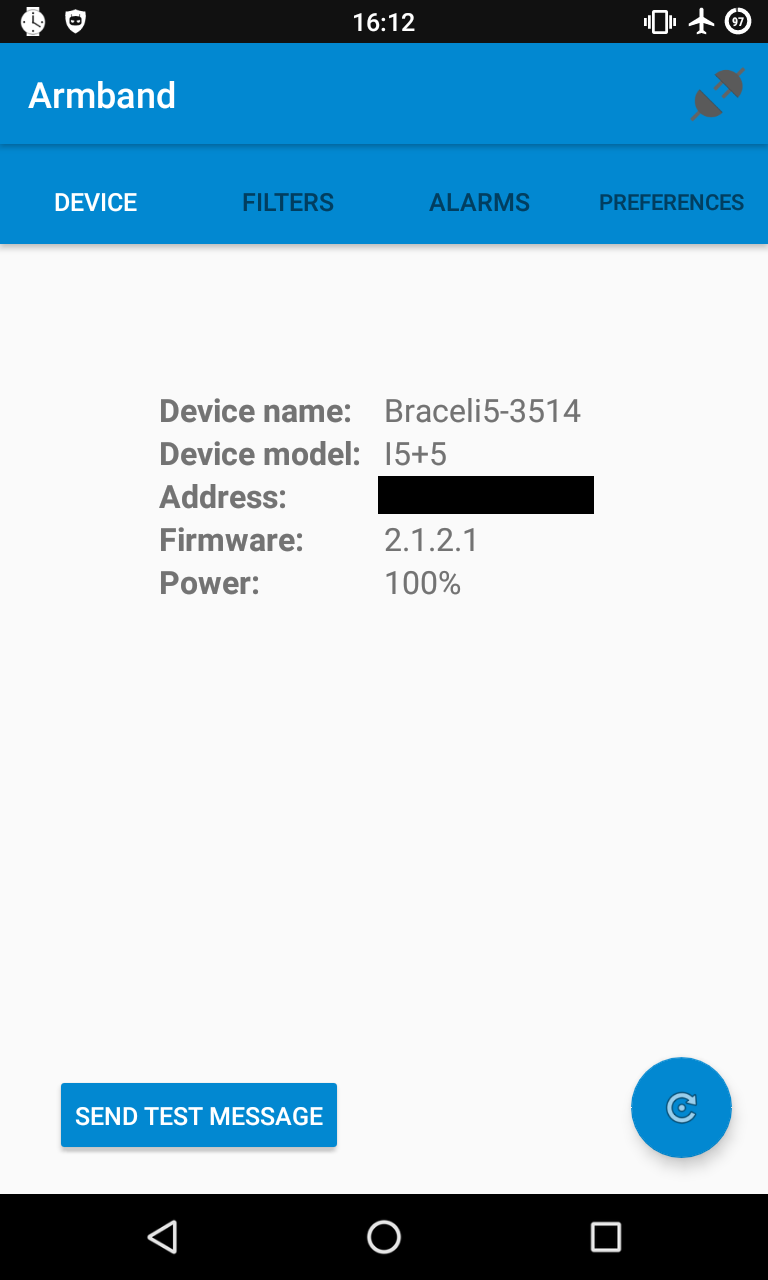 16:12
97
Armband
DEVICE FILTERS ALARMS PREFERENCES
Device name: Braceli5-3514
Device model: I5+5
Address:
Firmware: 2.1.2.1
Power: 100%
SEND TEST MESSAGE